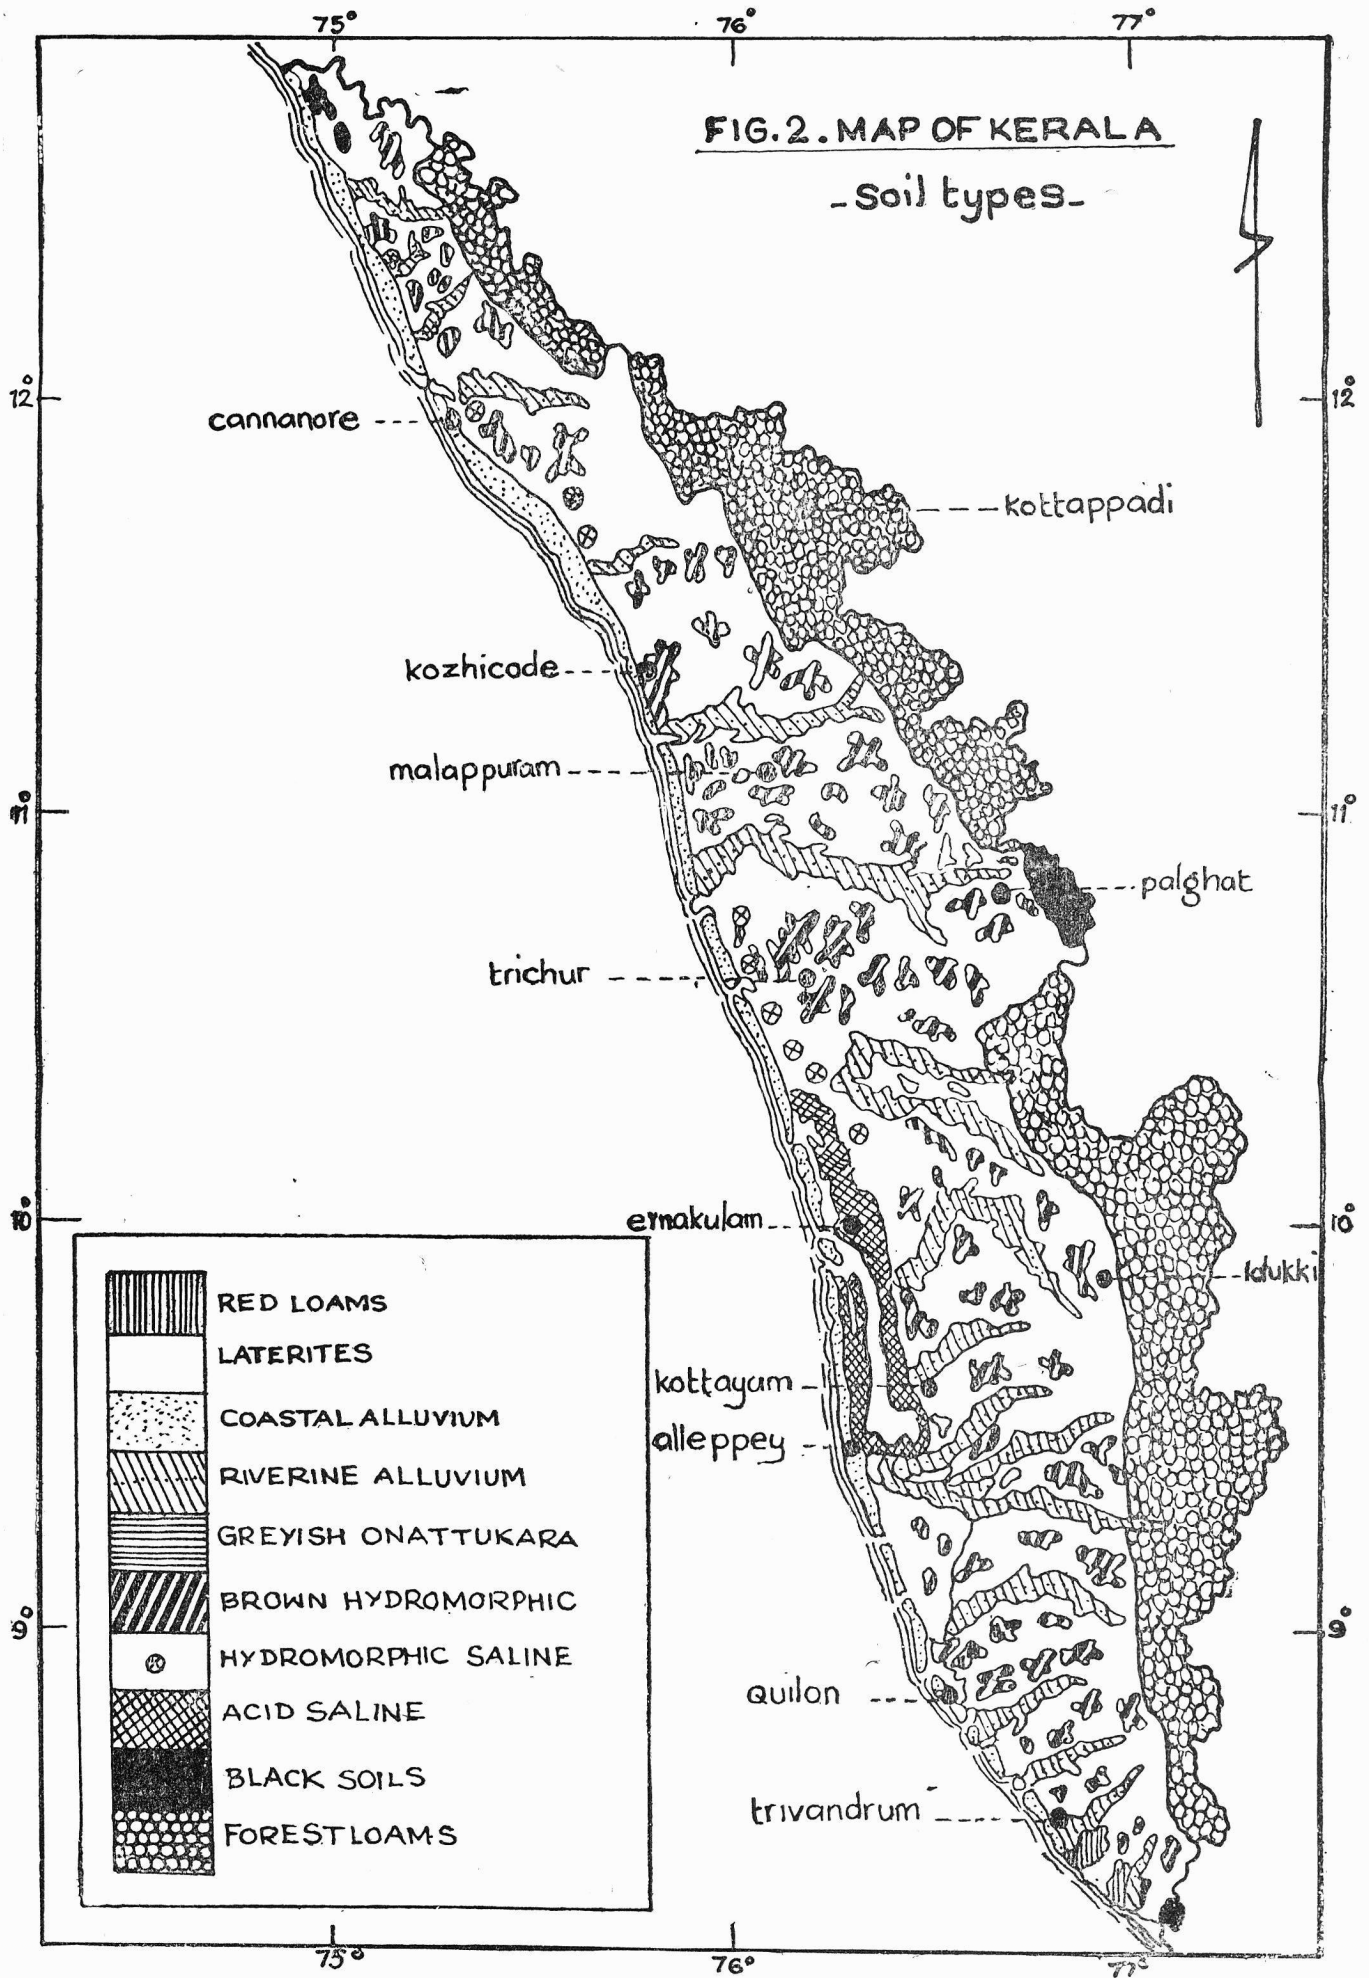 75° 76° 77°
FIG.2. MAP OF KERALA
-Soil types-
12° 12°
cannanore
kottappadi
kozhicode
malappuram
11° 11°
palghat
trichur
10° 10°
ernakulam
Idukki
RED LOAMS
LATERITES
kottayam
COASTAL ALLUVIUM
alleppey
RIVERINE ALLUVIUM
GREYISH ONATTUKARA
BROWN HYDROMORPHIC
9° 9°
HYDROMORPHIC SALINE
Quilon
ACID SALINE
BLACK SOILS
trivandrum
FOREST LOAMS
75° 76° 77°